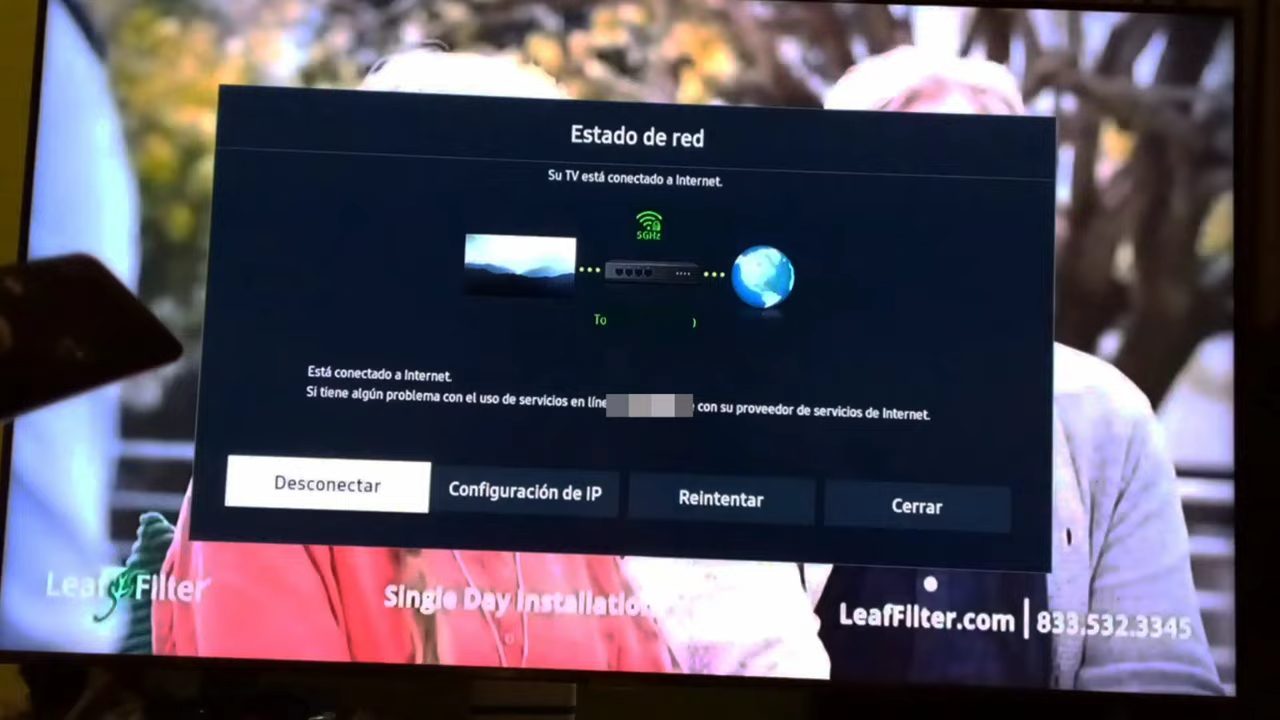 Estado de red
Su TV está conectado a Internet.
5GHz
To )
Está conectado a Internet.
Si tiene algún problema con el uso de servicios en líne con su proveedor de servicios de Internet.
Desconectar
Configuración de IP
Reintentar
Cerrar
LeafFilter
Single Day Installatio
LeafFilter.com | 833.532.3345